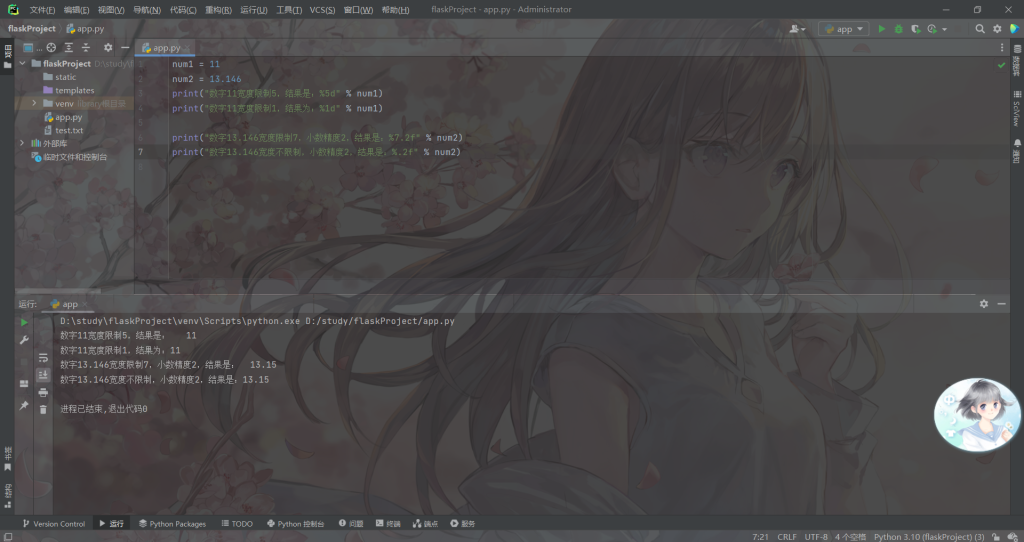 文件(F) 编辑(E) 视图(V) 导航(N) 代码(C) 重构(R) 运行(U) 工具(T) VCS(S) 窗口(W) 帮助(H) flaskProject - app.py - Administrator
flaskProject app.py
app
app.py
flaskProject D:\study\f
static
templates
venv library根目录
app.py
test.txt
外部库
临时文件和控制台
1 num1 = 11
2 num2 = 13.146
3 print("数字11宽度限制5，结果是：%5d" % num1)
4 print("数字11宽度限制1，结果为：%1d" % num1)
5
6 print("数字13.146宽度限制7，小数精度2，结果是：%7.2f" % num2)
7 print("数字13.146宽度不限制，小数精度2，结果是：%.2f" % num2)
项目
数据库
SciView
通知
书签
结构
运行: app
D:\study\flaskProject\venv\Scripts\python.exe D:/study/flaskProject/app.py
数字11宽度限制5，结果是：   11
数字11宽度限制1，结果为：11
数字13.146宽度限制7，小数精度2，结果是：  13.15
数字13.146宽度不限制，小数精度2，结果是：13.15
进程已结束,退出代码0
Version Control 运行 Python Packages TODO Python 控制台 问题 终端 端点 服务
7:21 CRLF UTF-8 4 个空格 Python 3.10 (flaskProject) (3)